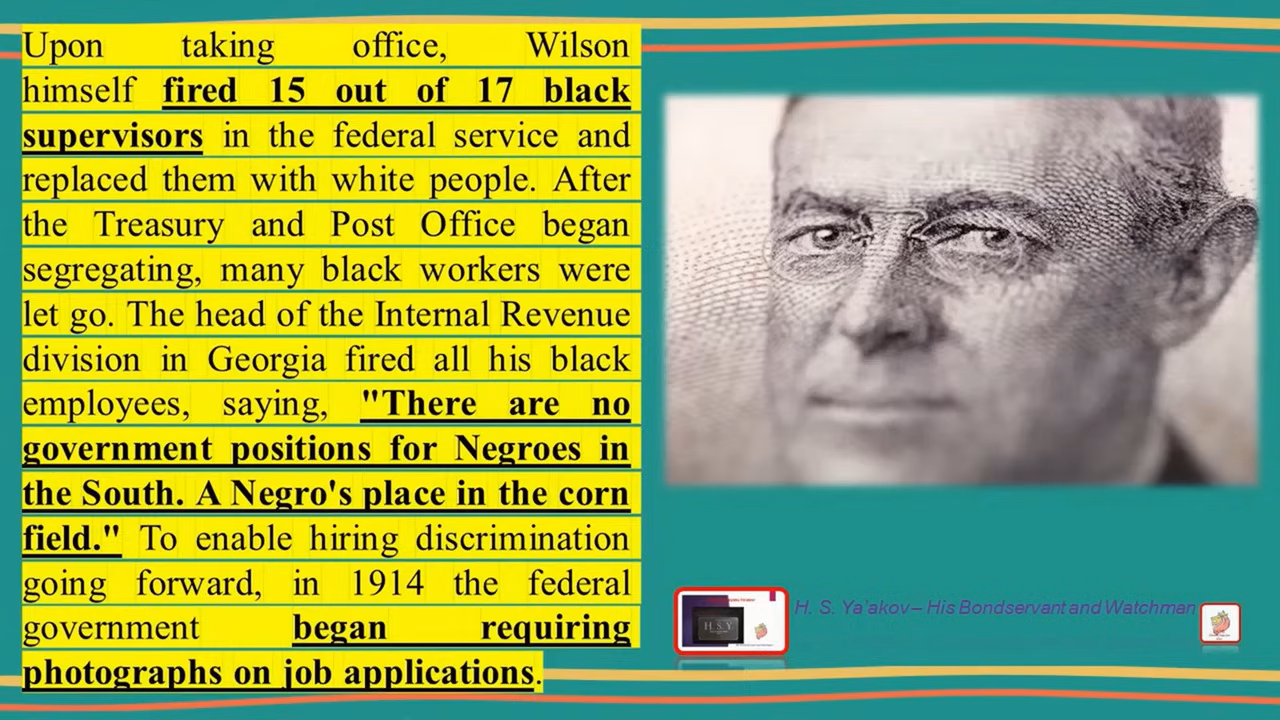 Upon taking office, Wilson
himself fired 15 out of 17 black
supervisors in the federal service and
replaced them with white people. After
the Treasury and Post Office began
segregating, many black workers were
let go. The head of the Internal Revenue
division in Georgia fired all his black
employees, saying, "There are no
government positions for Negroes in
the South. A Negro's place in the corn
field." To enable hiring discrimination
going forward, in 1914 the federal
government began requiring
photographs on job applications.
H. S. Ya'akov – His Bondservant and Watchman
H.S.Y